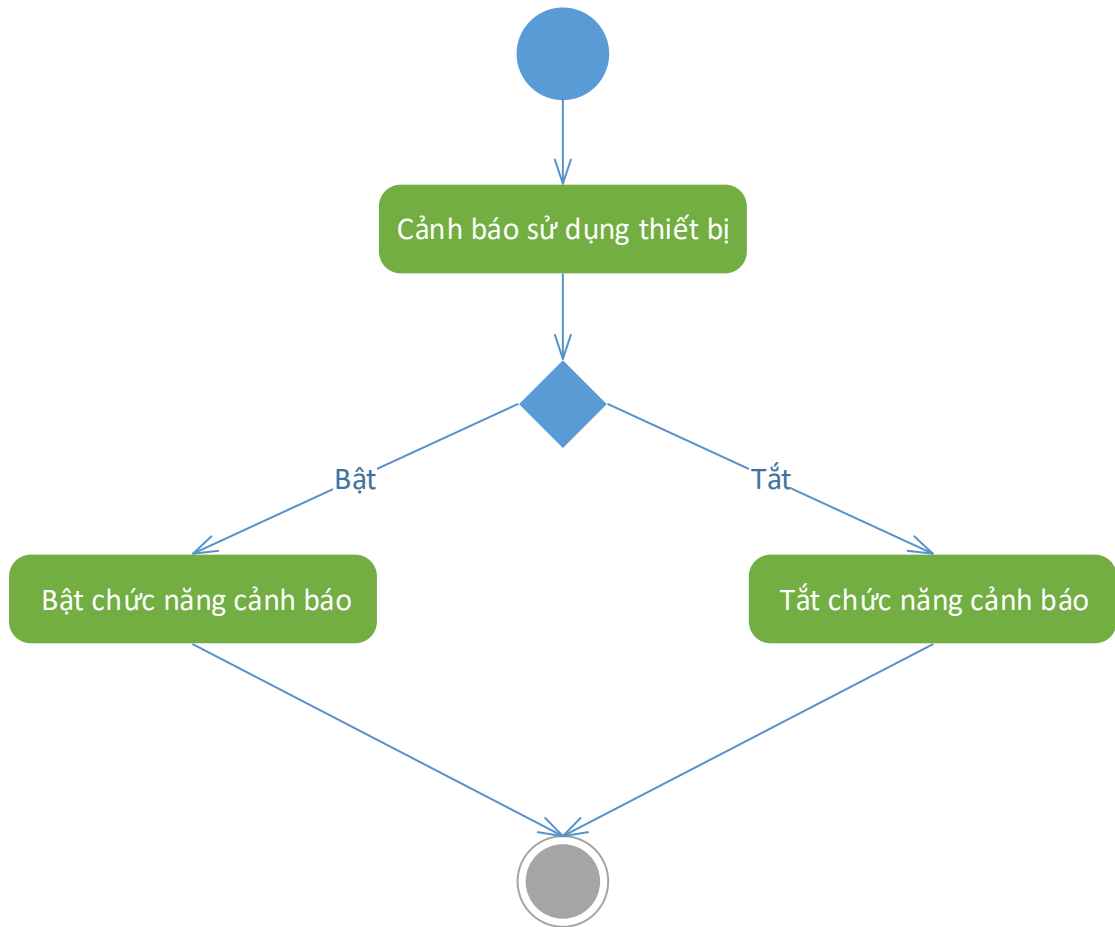 Cảnh báo sử dụng thiết bị
Bật
Tắt
Bật chức năng cảnh báo
Tắt chức năng cảnh báo